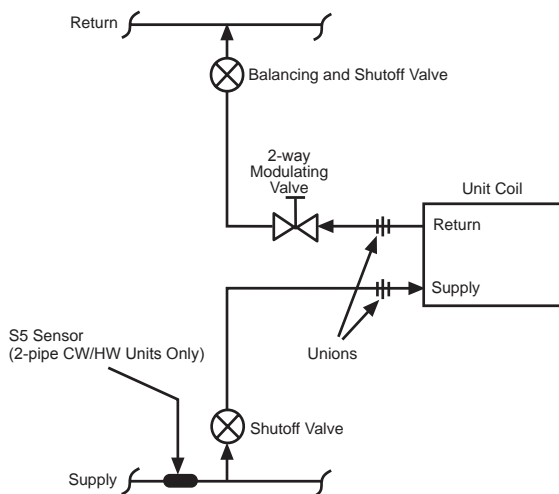 Return
Balancing and Shutoff Valve
2-way
Modulating
Valve
Unit Coil
Return
Supply
S5 Sensor
(2-pipe CW/HW Units Only)
Unions
Shutoff Valve
Supply